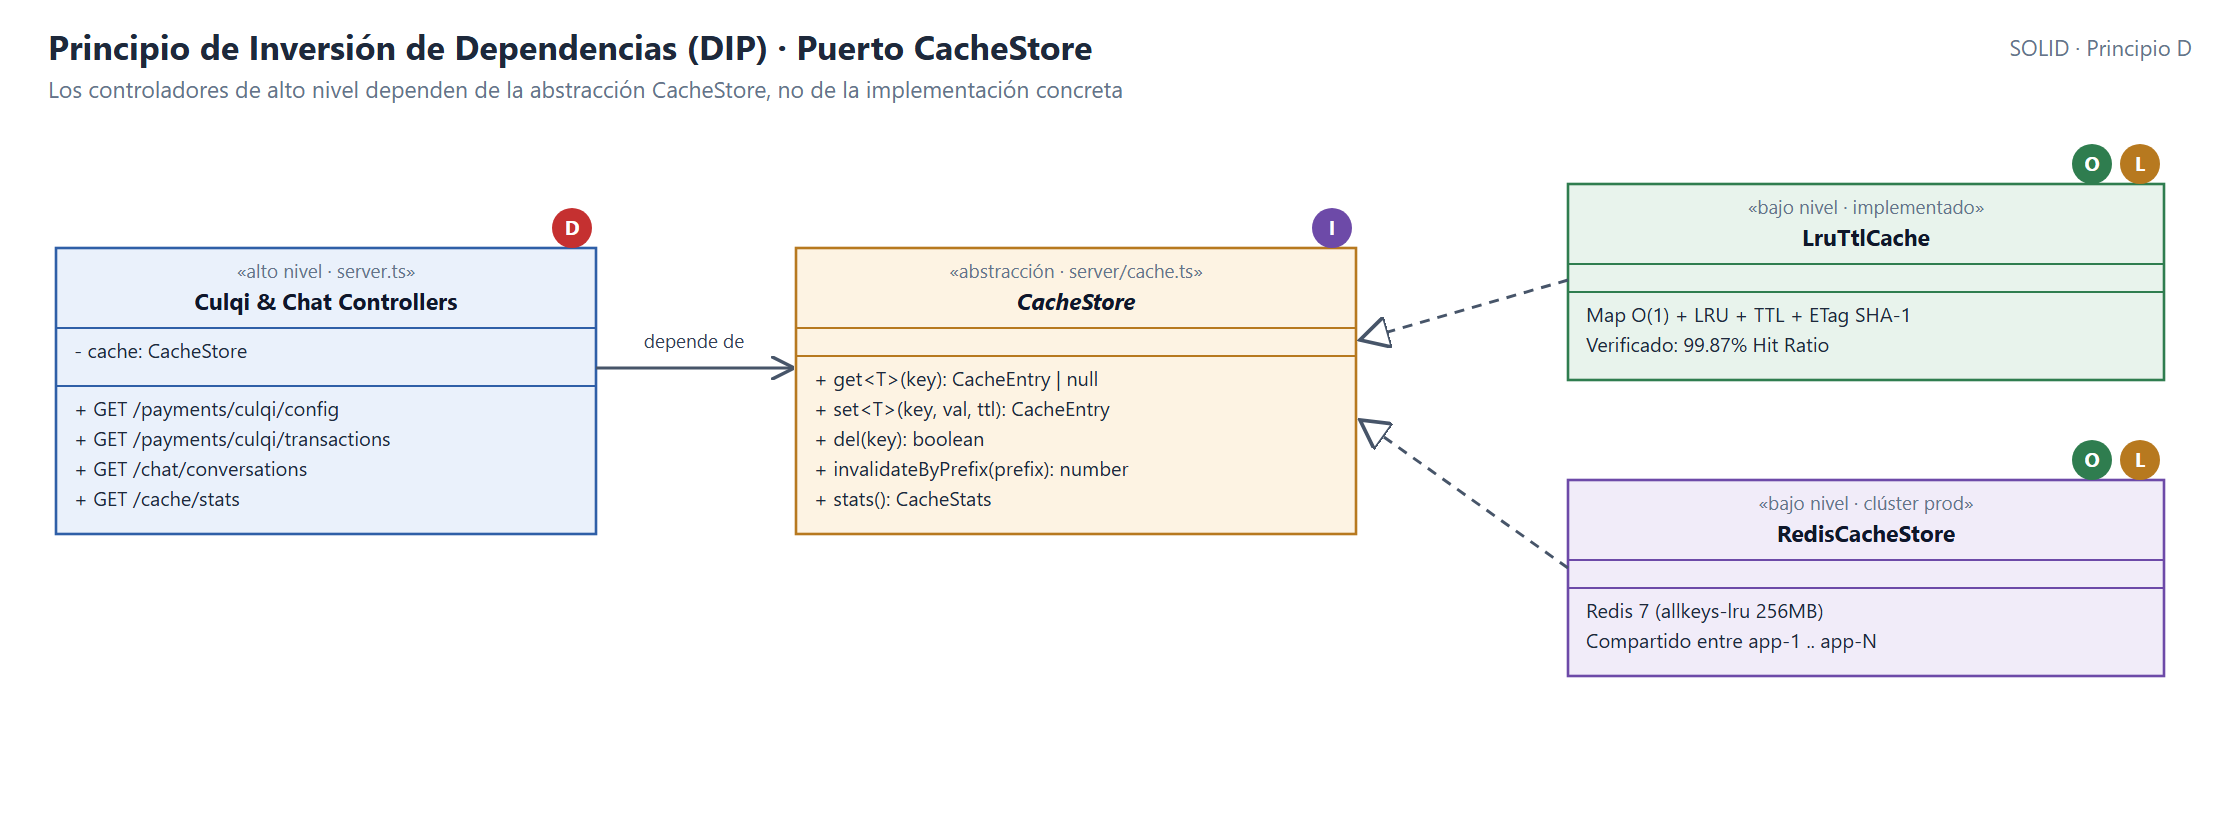 Principio de Inversión de Dependencias (DIP) · Puerto CacheStore
SOLID · Principio D
Los controladores de alto nivel dependen de la abstracción CacheStore, no de la implementación concreta
D
«alto nivel · server.ts»
Culqi & Chat Controllers
- cache: CacheStore
+ GET /payments/culqi/config
+ GET /payments/culqi/transactions
+ GET /chat/conversations
+ GET /cache/stats
depende de
I
«abstracción · server/cache.ts»
CacheStore
+ get<T>(key): CacheEntry | null
+ set<T>(key, val, ttl): CacheEntry
+ del(key): boolean
+ invalidateByPrefix(prefix): number
+ stats(): CacheStats
O L
«bajo nivel · implementado»
LruTtlCache
Map O(1) + LRU + TTL + ETag SHA-1
Verificado: 99.87% Hit Ratio
O L
«bajo nivel · clúster prod»
RedisCacheStore
Redis 7 (allkeys-lru 256MB)
Compartido entre app-1 .. app-N